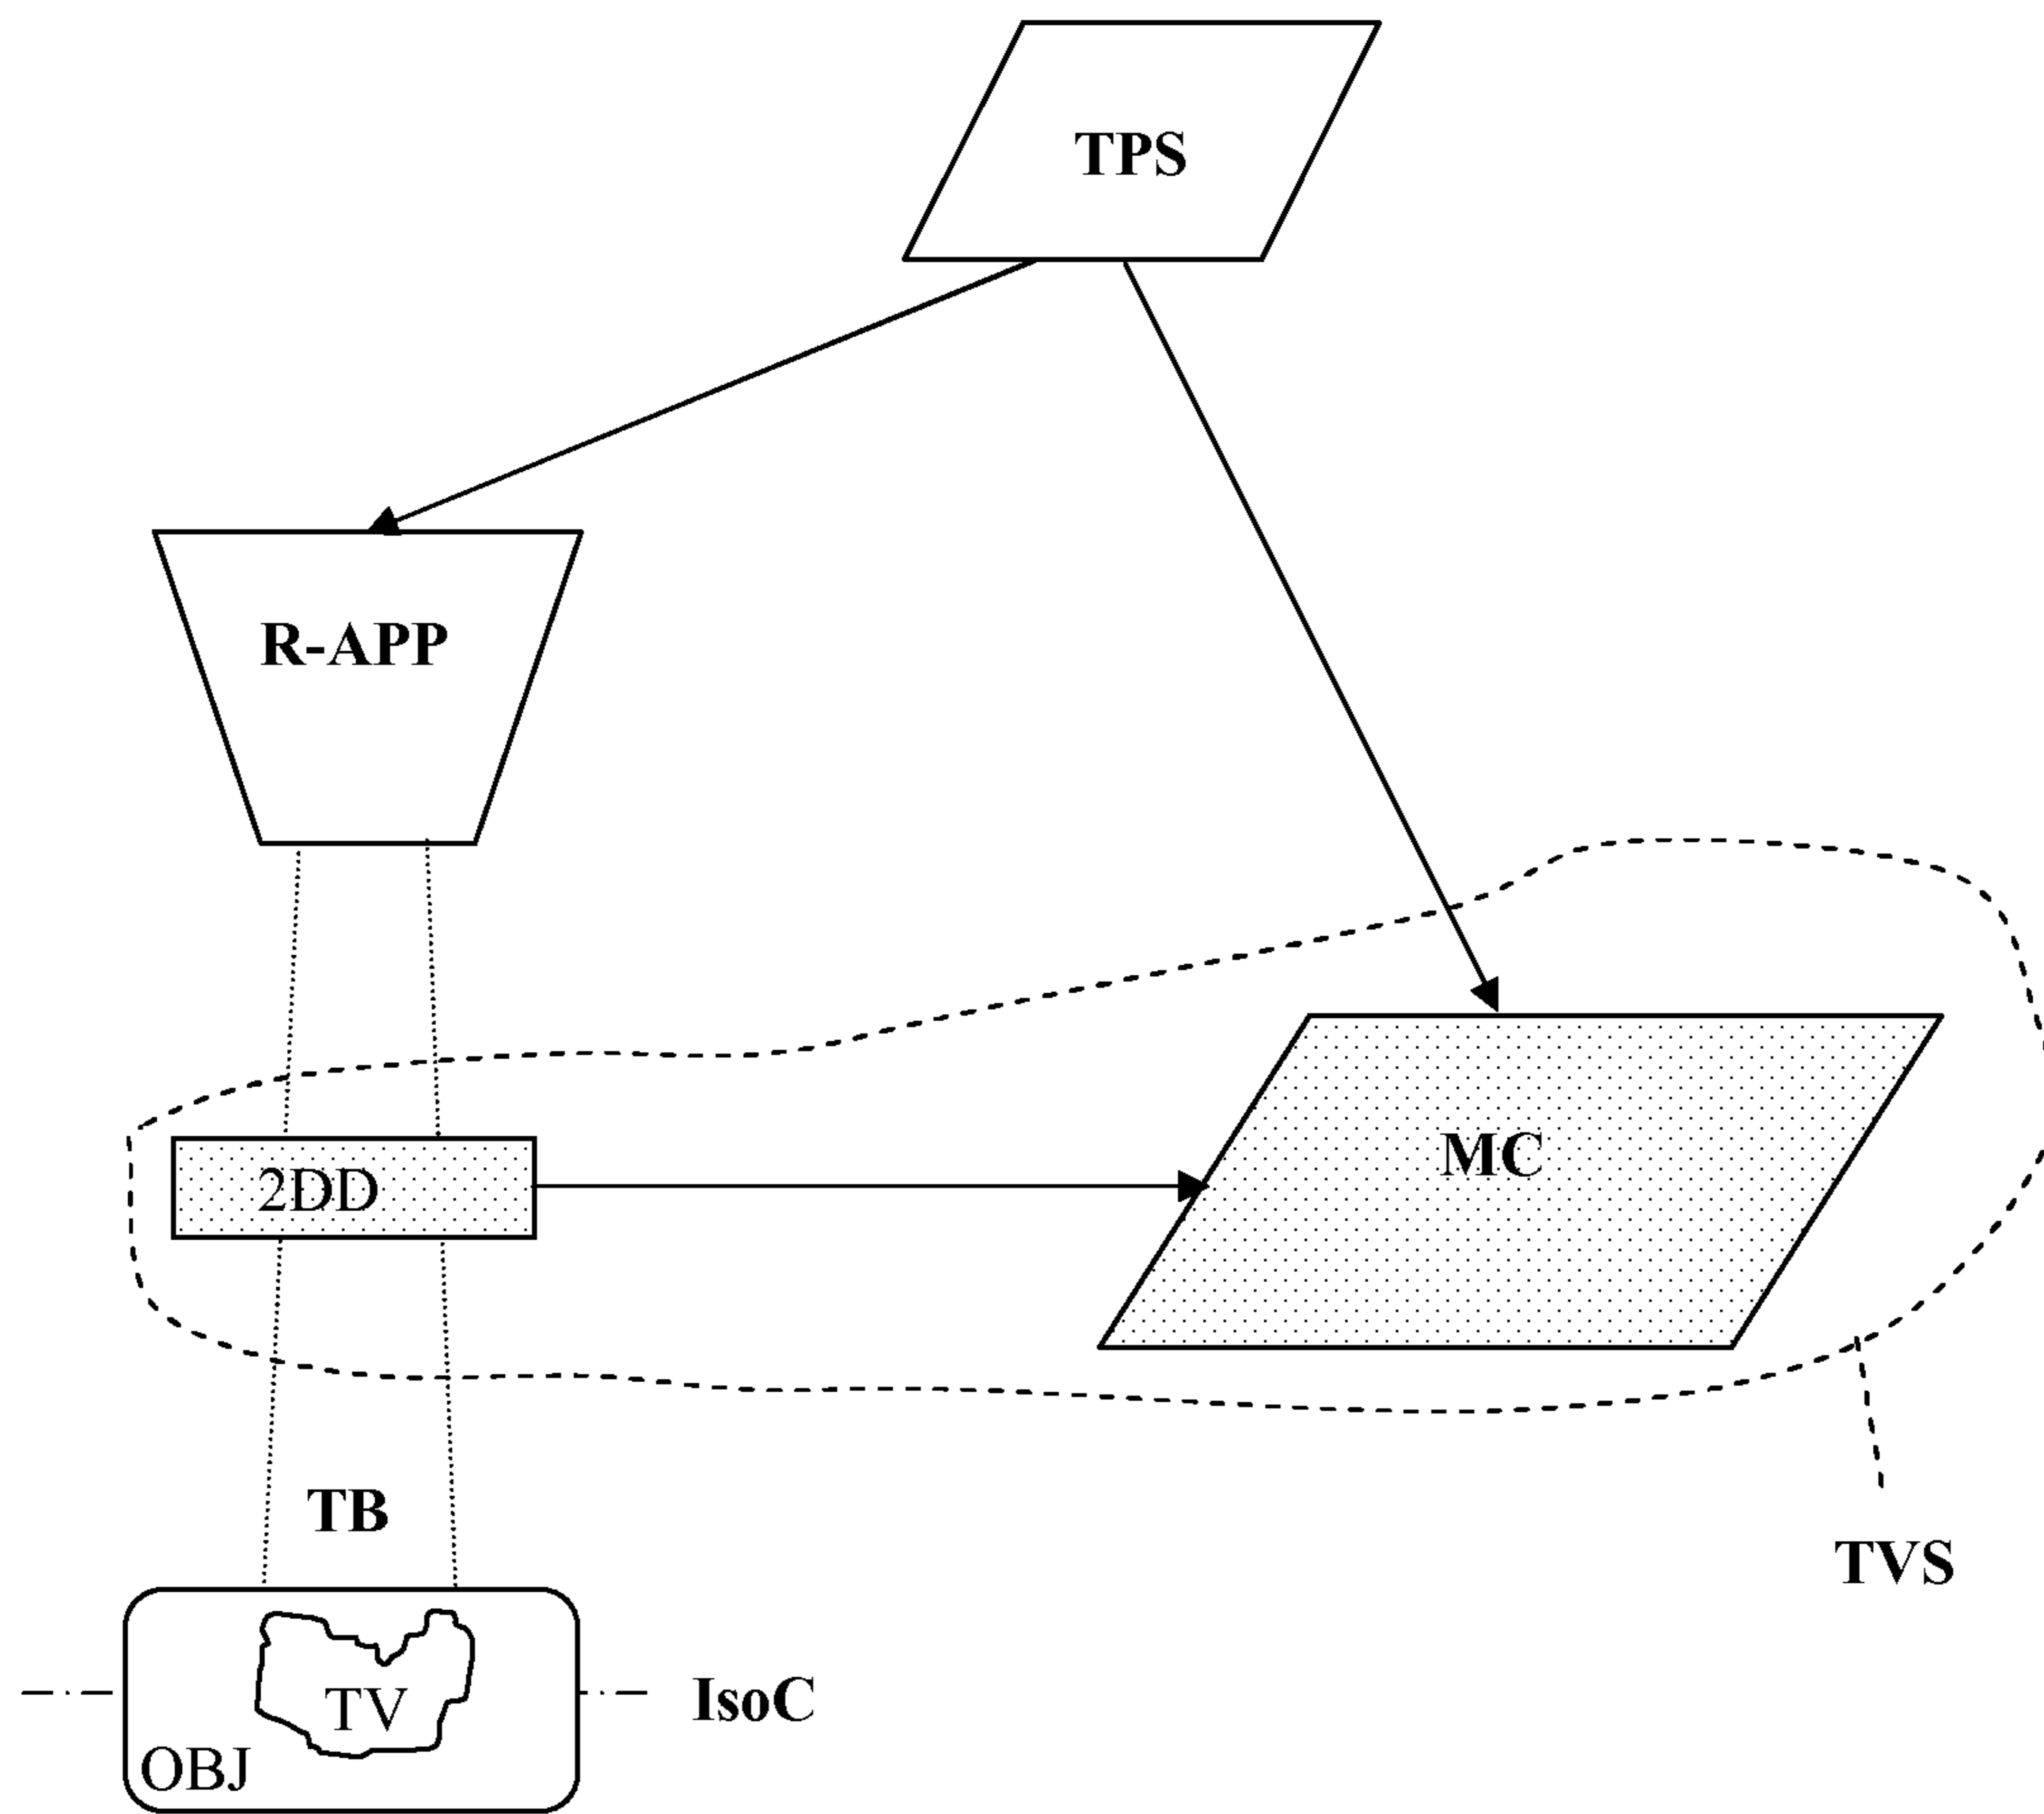 TPS
R-APP
MC
2DD
TB
TVS
TV
IsoC
OBJ